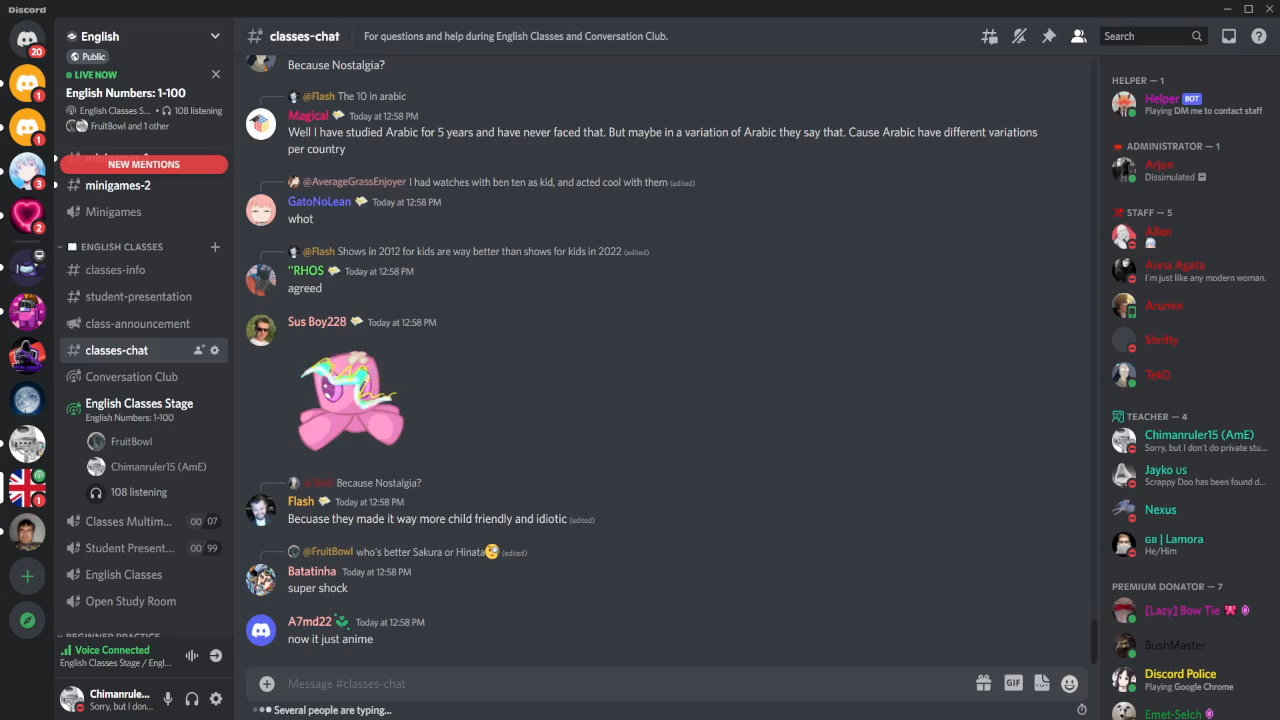 Discord
20
1
1
3
2
1
English
Public
LIVE NOW
English Numbers: 1-100
English Classes S... • 108 listening
FruitBowl and 1 other
NEW MENTIONS
minigames-2
Minigames
ENGLISH CLASSES
classes-info
student-presentation
class-announcement
classes-chat
Conversation Club
English Classes Stage
English Numbers: 1-100
FruitBowl
Chimanruler15 (AmE)
108 listening
Classes Multim... 00 07
Student Present... 00 99
English Classes
Open Study Room
BEGINNER PRACTICE
Voice Connected
English Classes Stage / Engl...
Chimanrule...
Sorry, but I don...
classes-chat
For questions and help during English Classes and Conversation Club.
Search
Because Nostalgia?
@Flash The 10 in arabic
Magical Today at 12:58 PM
Well I have studied Arabic for 5 years and have never faced that. But maybe in a variation of Arabic they say that. Cause Arabic have different variations
per country
@AverageGrassEnjoyer I had watches with ben ten as kid, and acted cool with them (edited)
GatoNoLean Today at 12:58 PM
whot
@Flash Shows in 2012 for kids are way better than shows for kids in 2022 (edited)
"RHOS Today at 12:58 PM
agreed
Sus Boy228 Today at 12:58 PM
Because Nostalgia?
Flash Today at 12:58 PM
Becuase they made it way more child friendly and idiotic (edited)
@FruitBowl who's better Sakura or Hinata🧐 (edited)
Batatinha Today at 12:58 PM
super shock
A7md22 Today at 12:58 PM
now it just anime
Message #classes-chat
GIF
Several people are typing...
HELPER — 1
Helper BOT
Playing DM me to contact staff
ADMINISTRATOR — 1
Arjun
Dissimulated
STAFF — 5
Allen
Anna Agata
I'm just like any modern woman.
Arumin
Shrifty
TekO
TEACHER — 4
Chimanruler15 (AmE)
Sorry, but I don't do private stu...
Jayko us
Scrappy Doo has been found d...
Nexus
GB | Lamora
He/Him
PREMIUM DONATOR — 7
[Lazy] Bow Tie
BushMaster
Discord Police
Playing Google Chrome
Emet-Selch